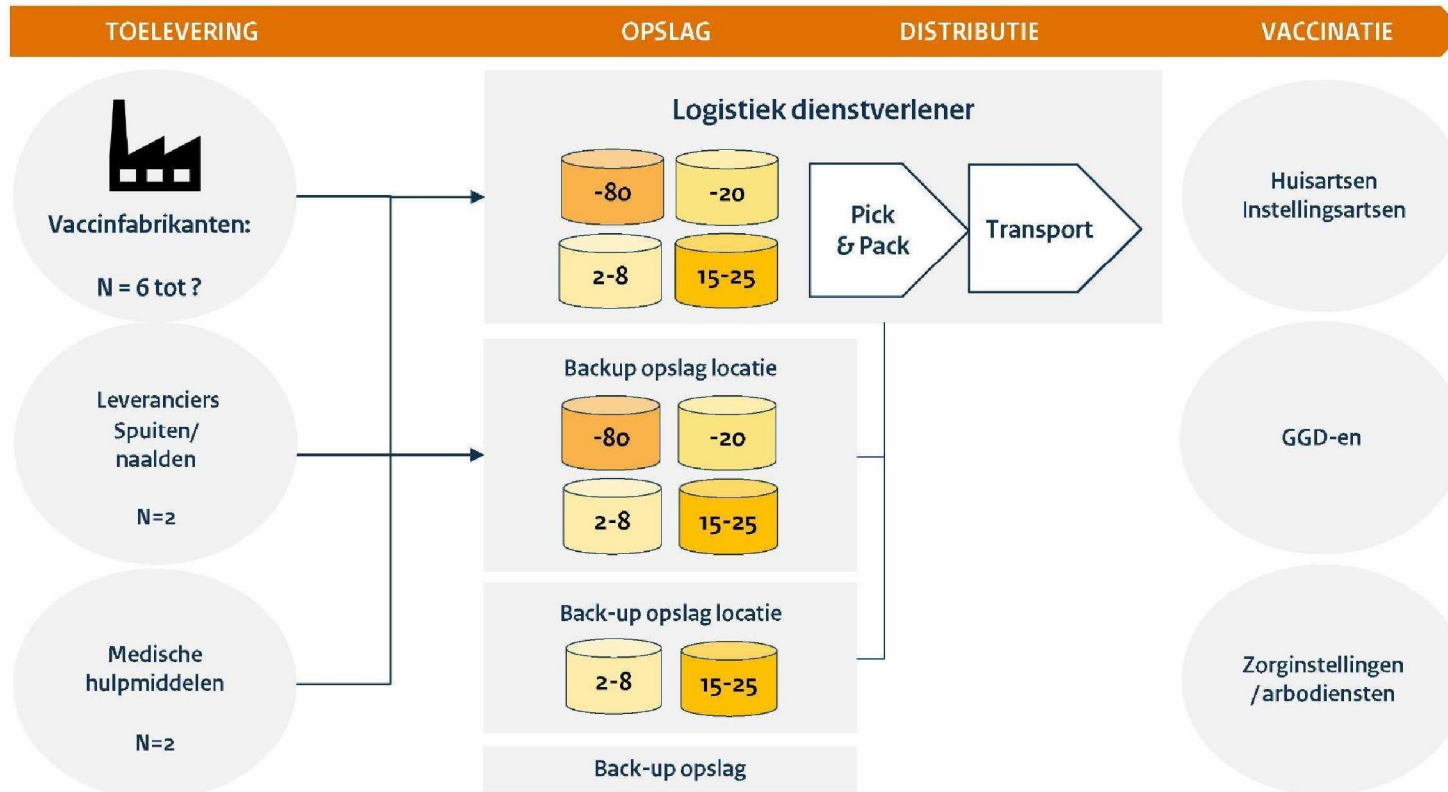 TOELEVERING
OPSLAG
DISTRIBUTIE
VACCINATIE
Vaccinfabrikanten:
N = 6 tot ?
Leveranciers
Spuiten/
naalden
N=2
Medische
hulpmiddelen
N=2
Logistiek dienstverlener
-80
-20
2-8
15-25
Pick
& Pack
Transport
Backup opslag locatie
-80
-20
2-8
15-25
Back-up opslag locatie
2-8
15-25
Back-up opslag
Huisartsen
Instellingsartsen
GGD-en
Zorginstellingen
/arbodiensten